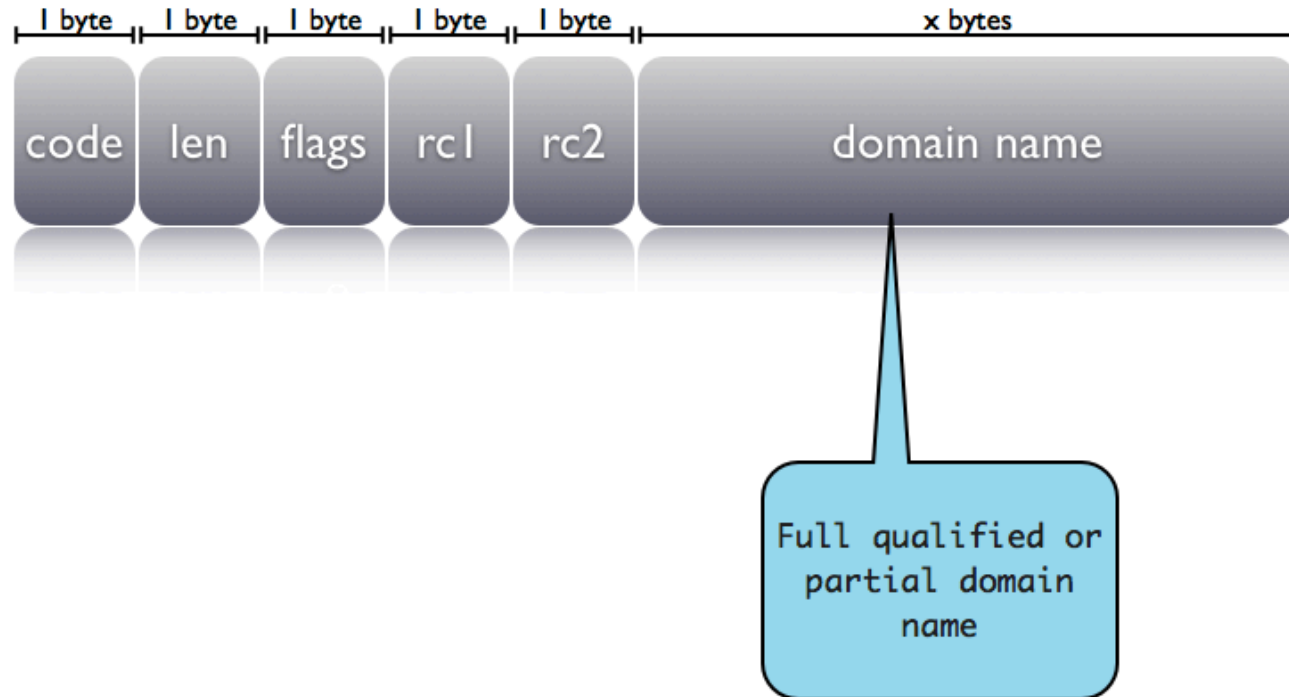 1 byte 1 byte 1 byte 1 byte 1 byte x bytes
code len flags rc1 rc2 domain name
Full qualified or
partial domain
name